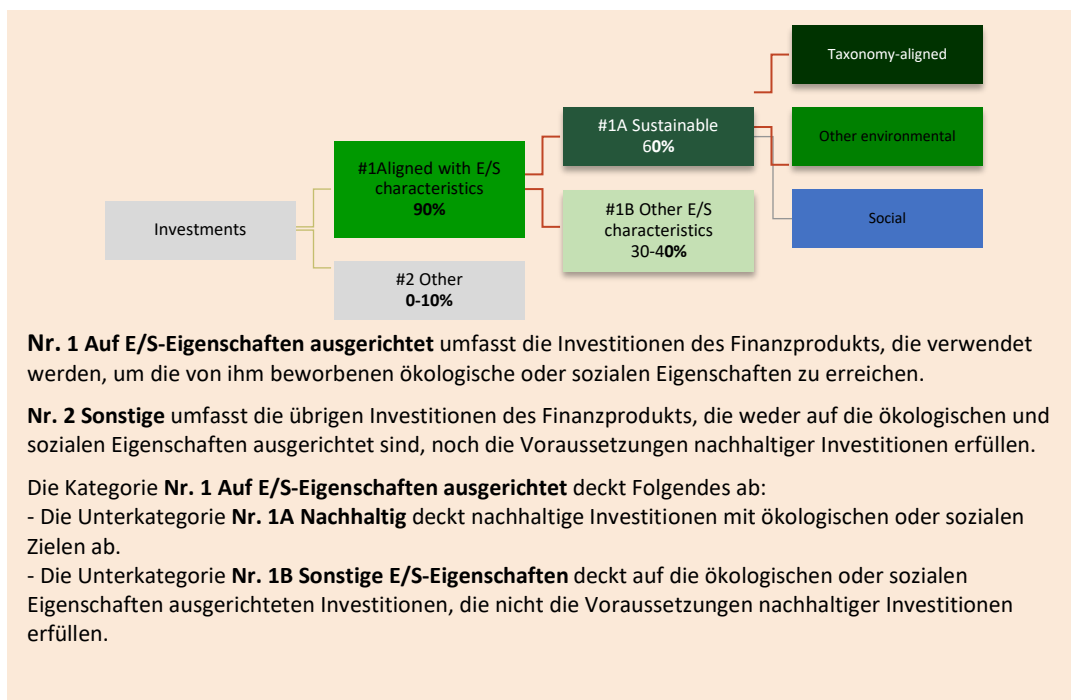 Taxonomy-aligned
#1A Sustainable
60%
Other environmental
#1Aligned with E/S
characteristics
90%
#1B Other E/S
characteristics
30-40%
Social
Investments
#2 Other
0-10%
Nr. 1 Auf E/S-Eigenschaften ausgerichtet umfasst die Investitionen des Finanzprodukts, die verwendet
werden, um die von ihm beworbenen ökologische oder sozialen Eigenschaften zu erreichen.
Nr. 2 Sonstige umfasst die übrigen Investitionen des Finanzprodukts, die weder auf die ökologischen und
sozialen Eigenschaften ausgerichtet sind, noch die Voraussetzungen nachhaltiger Investitionen erfüllen.
Die Kategorie Nr. 1 Auf E/S-Eigenschaften ausgerichtet deckt Folgendes ab:
- Die Unterkategorie Nr. 1A Nachhaltig deckt nachhaltige Investitionen mit ökologischen oder sozialen
Zielen ab.
- Die Unterkategorie Nr. 1B Sonstige E/S-Eigenschaften deckt auf die ökologischen oder sozialen
Eigenschaften ausgerichteten Investitionen, die nicht die Voraussetzungen nachhaltiger Investitionen
erfüllen.